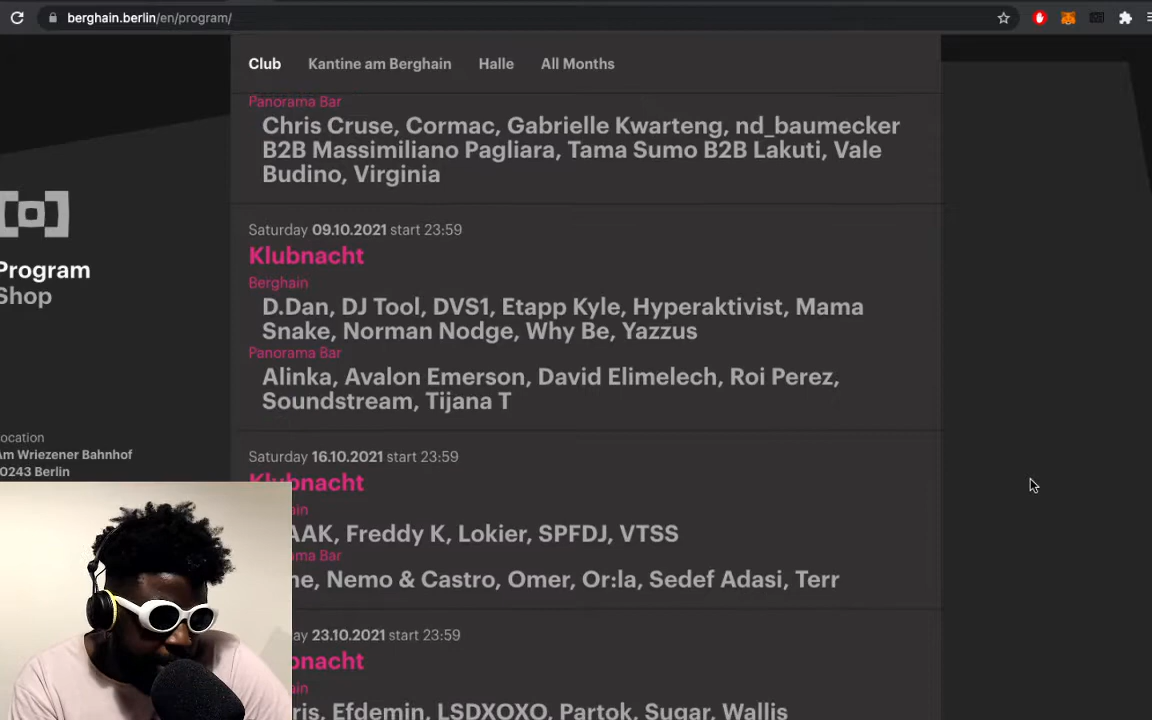 berghain.berlin/en/program/
Club Kantine am Berghain Halle All Months
Panorama Bar
Chris Cruse, Cormac, Gabrielle Kwarteng, nd_baumecker
B2B Massimiliano Pagliara, Tama Sumo B2B Lakuti, Vale
Budino, Virginia
Saturday 09.10.2021 start 23:59
Klubnacht
Berghain
D.Dan, DJ Tool, DVS1, Etapp Kyle, Hyperaktivist, Mama
Snake, Norman Nodge, Why Be, Yazzus
Panorama Bar
Alinka, Avalon Emerson, David Elimelech, Roi Perez,
Soundstream, Tijana T
Saturday 16.10.2021 start 23:59
Klubnacht
AAK, Freddy K, Lokier, SPFDJ, VTSS
Bar
Nemo & Castro, Omer, Or:la, Sedef Adasi, Terr
23.10.2021 start 23:59
Efdemin, LSDXOXO, Partok, Sugar, Wallis
Program
Shop
ocation
Am Wriezener Bahnhof
0243 Berlin